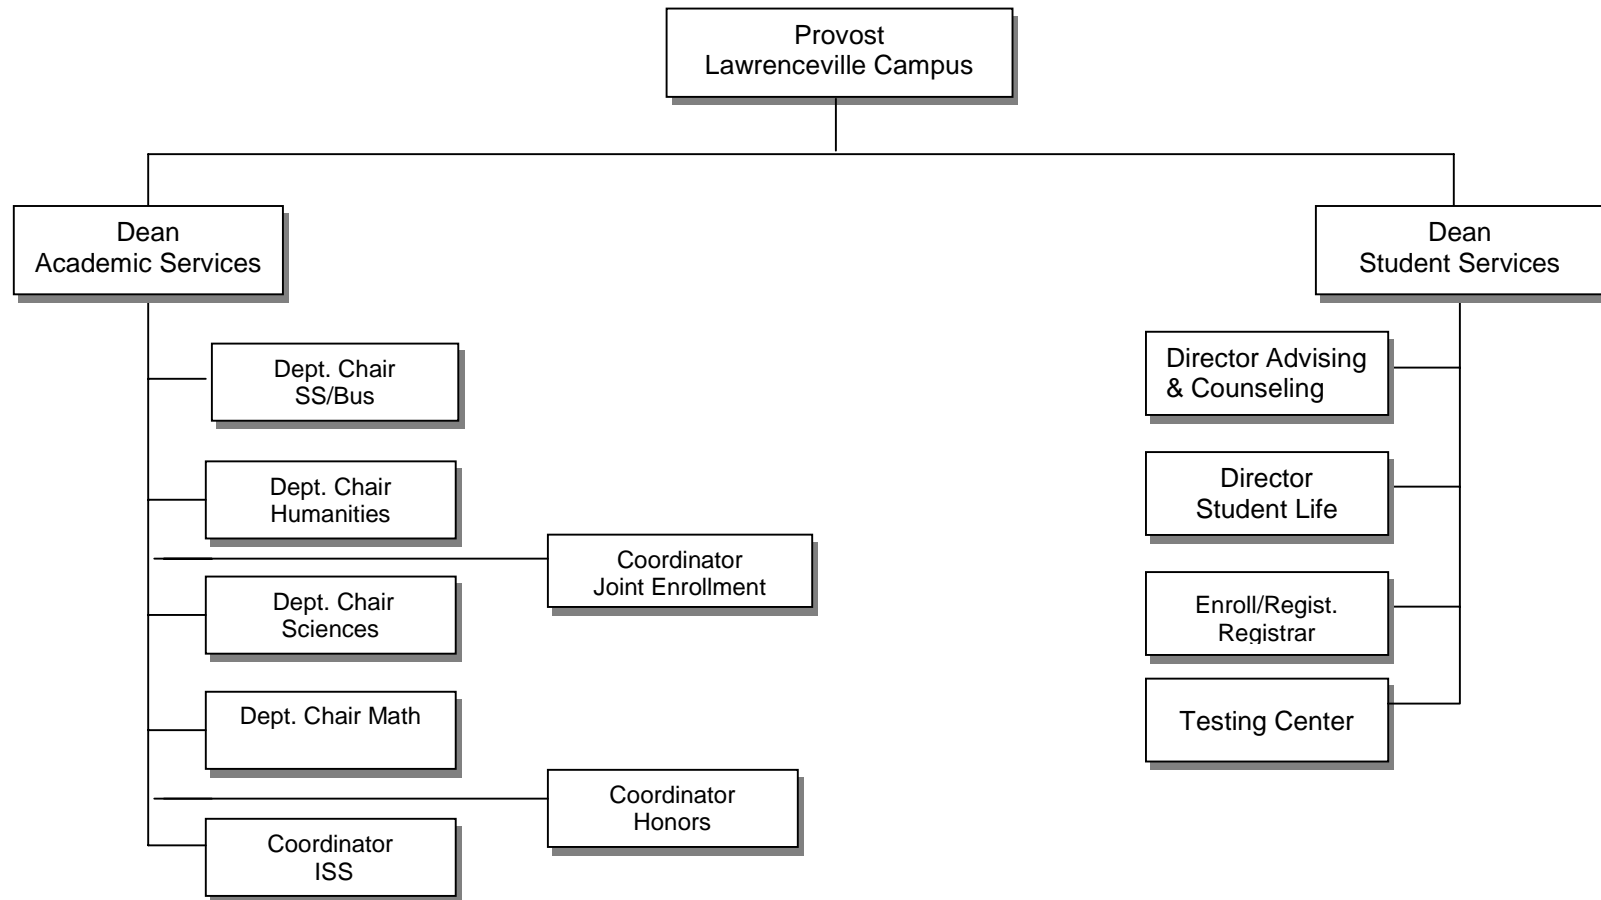 Provost
Lawrenceville Campus
Dean
Academic Services
Dean
Student Services
Dept. Chair
SS/Bus
Dept. Chair
Humanities
Coordinator
Joint Enrollment
Dept. Chair
Sciences
Dept. Chair Math
Coordinator
Honors
Coordinator
ISS
Director Advising
& Counseling
Director
Student Life
Enroll/Regist.
Registrar
Testing Center